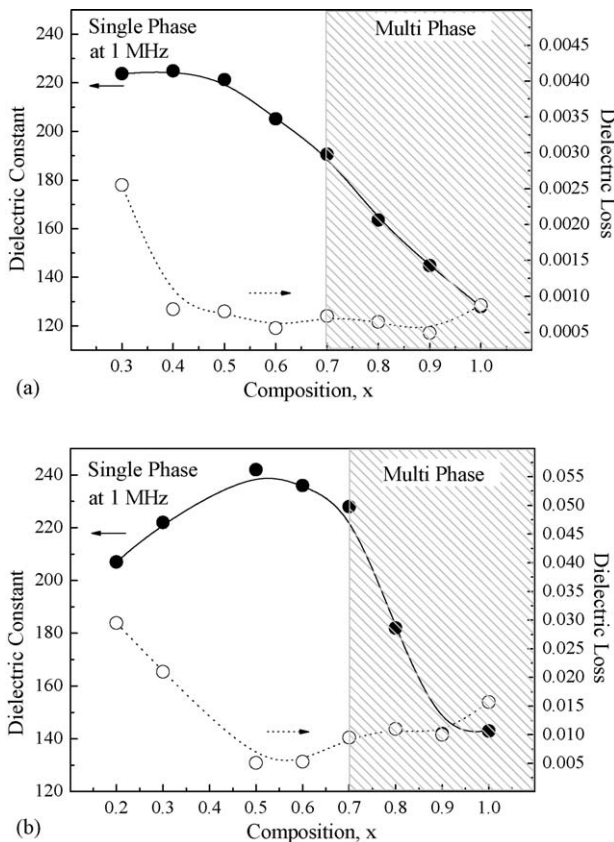 Single Phase
at 1 MHz
Multi Phase
Dielectric Constant
240
220
200
180
160
140
120
0.0045
0.0040
0.0035
0.0030
0.0025
0.0020
0.0015
0.0010
0.0005
Dielectric Loss
0.3 0.4 0.5 0.6 0.7 0.8 0.9 1.0
(a)
Composition, x
Single Phase
at 1 MHz
Multi Phase
Dielectric Constant
240
220
200
180
160
140
120
0.055
0.050
0.045
0.040
0.035
0.030
0.025
0.020
0.015
0.010
0.005
Dielectric Loss
0.2 0.3 0.4 0.5 0.6 0.7 0.8 0.9 1.0
(b)
Composition, x